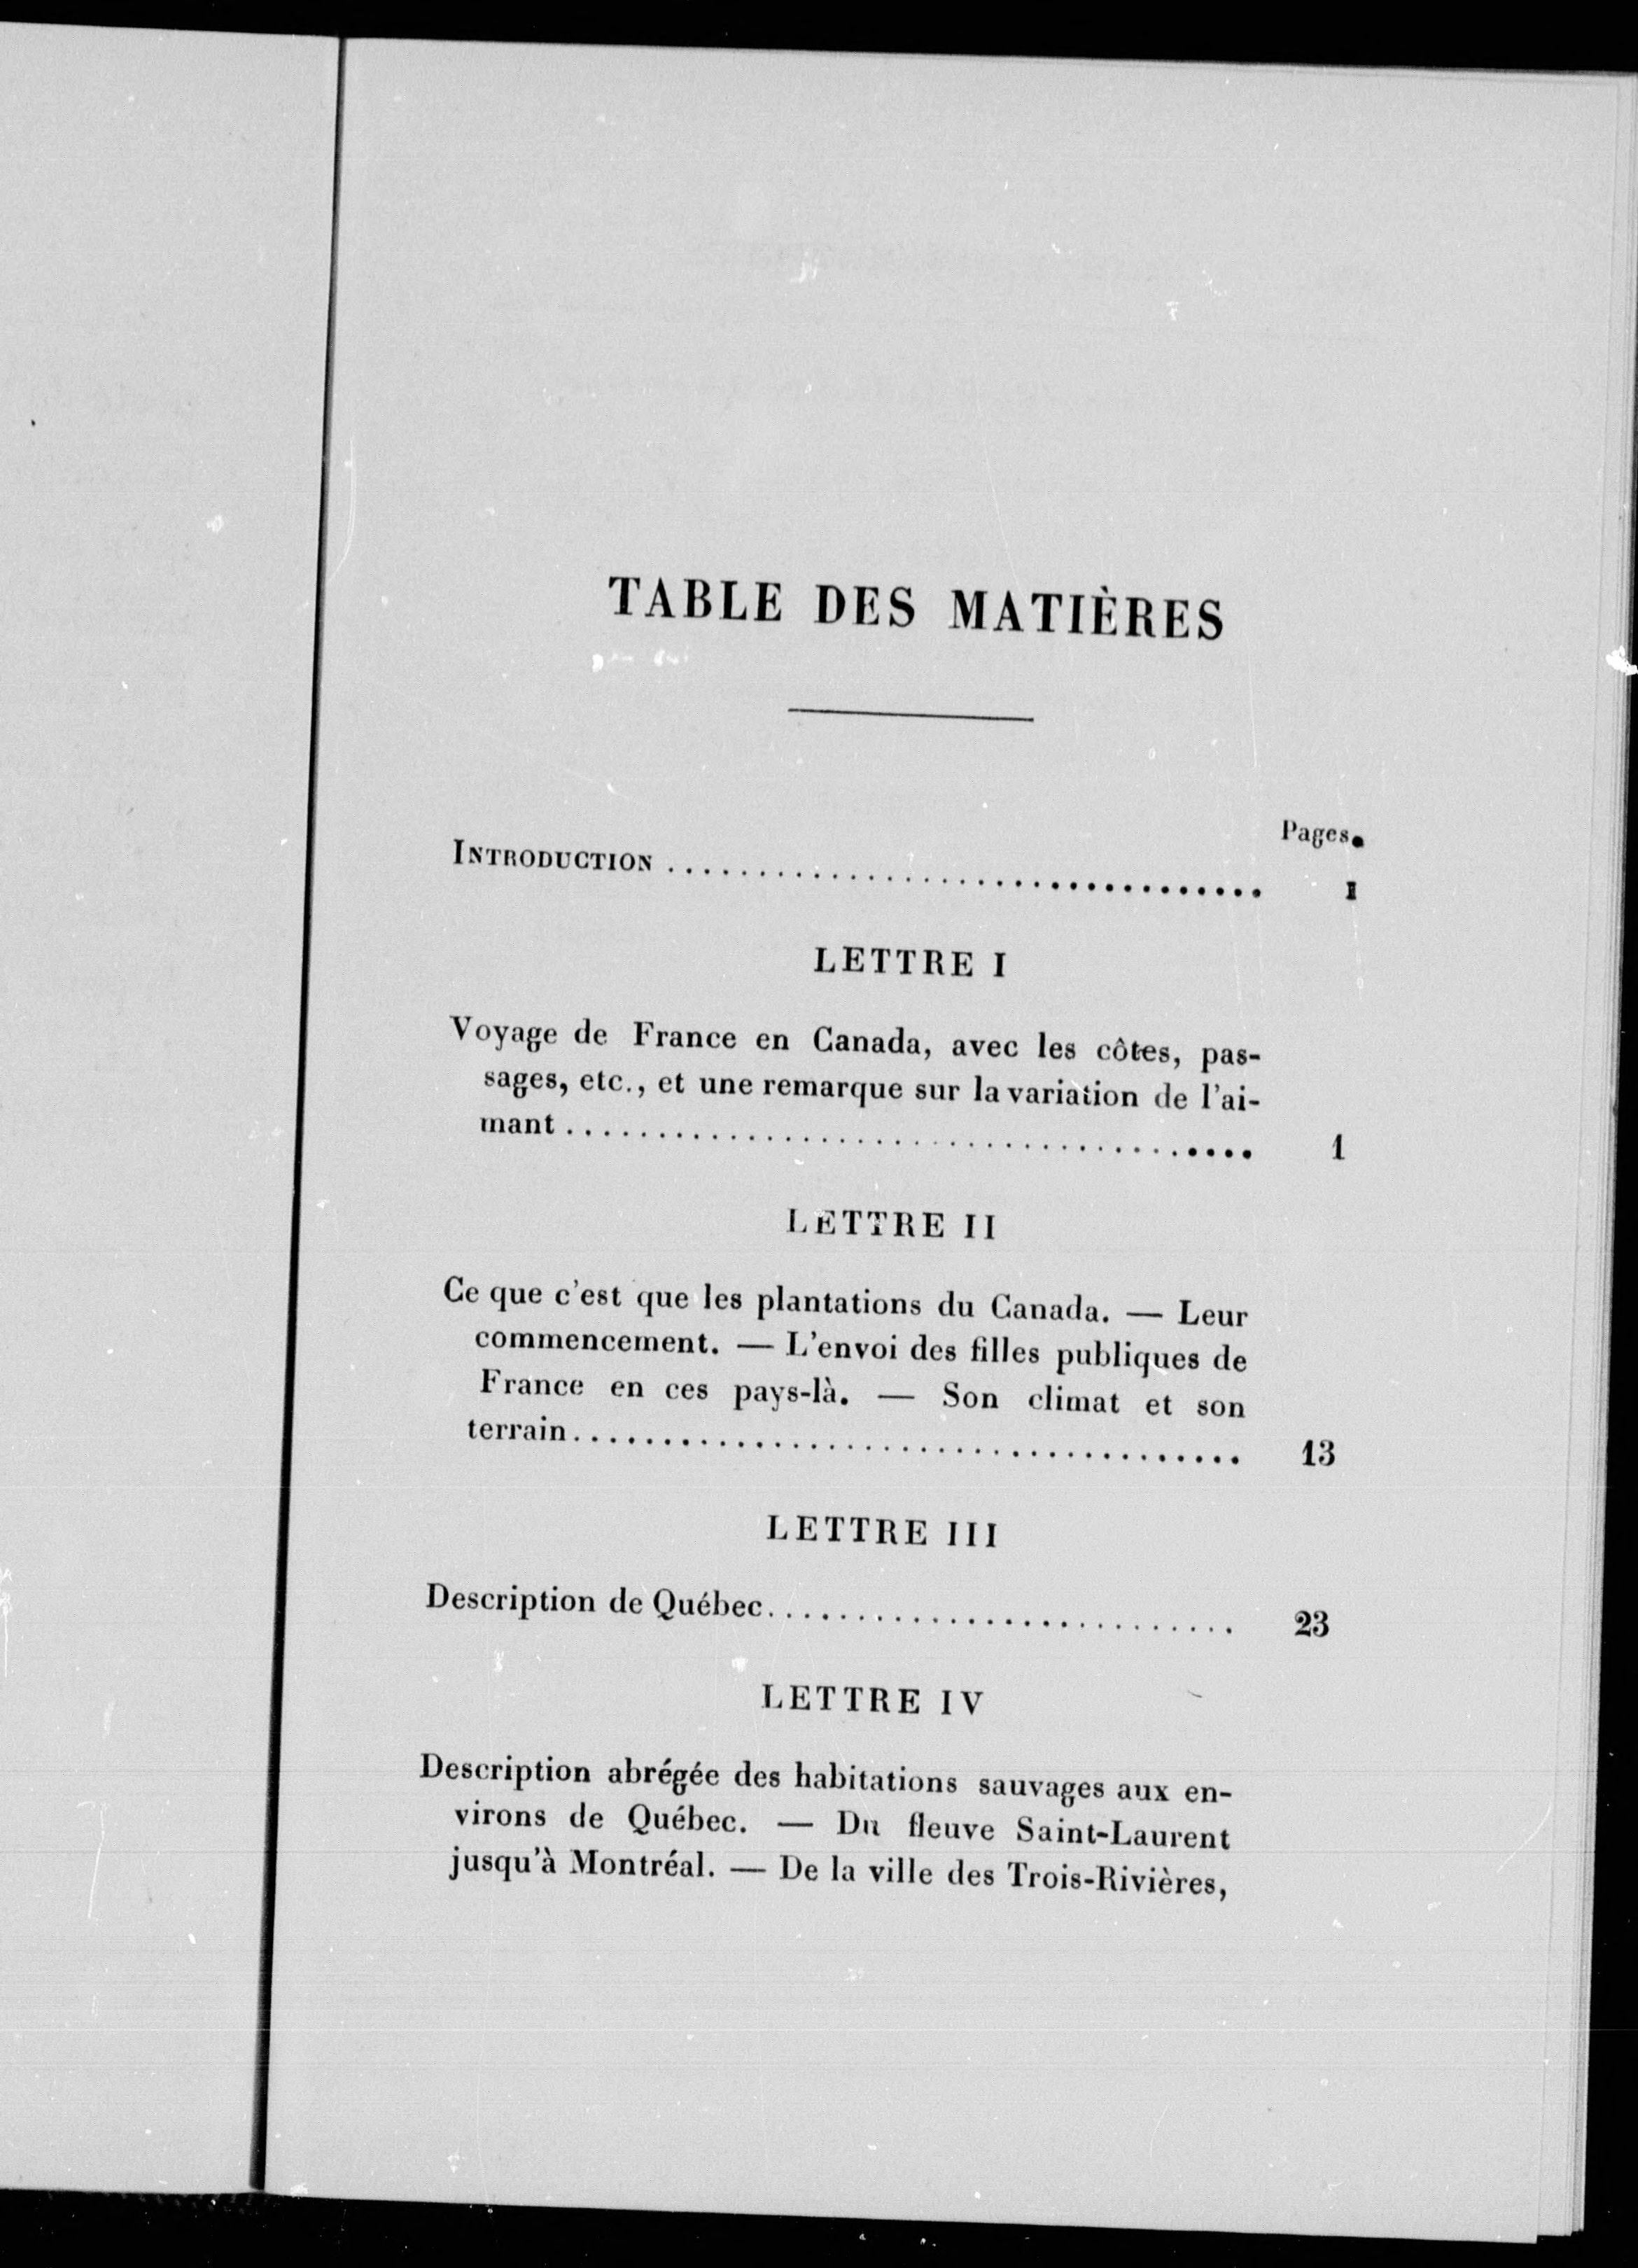 TABLE DES MATIÈRES
Pages.
INTRODUCTION .................................. I
LETTRE I
Voyage de France en Canada, avec les côtes, pas-
sages, etc., et une remarque sur la variation de l'ai-
mant ...................................... 1
LETTRE II
Ce que c'est que les plantations du Canada. — Leur
commencement. — L'envoi des filles publiques de
France en ces pays-là. — Son climat et son
terrain..................................... 13
LETTRE III
Description de Québec.......................... 23
LETTRE IV
Description abrégée des habitations sauvages aux en-
virons de Québec. — Du fleuve Saint-Laurent
jusqu'à Montréal. — De la ville des Trois-Rivières,